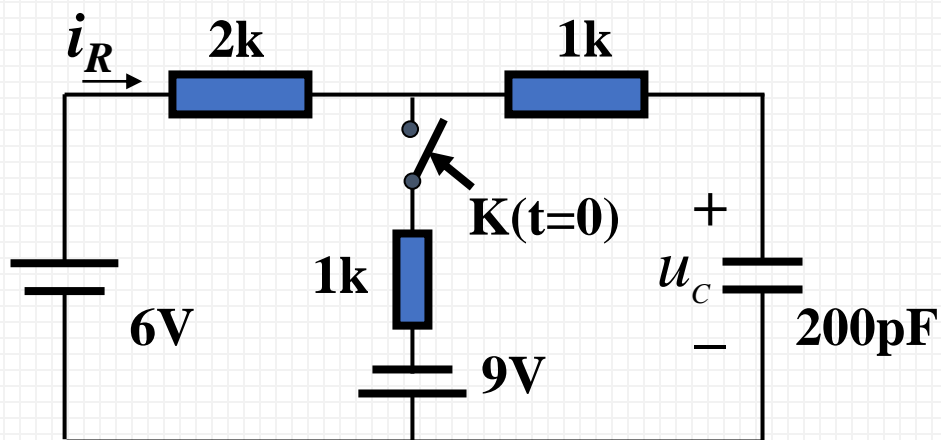 i_R
2k
1k
K(t=0)
1k
+
u_C
200pF
6V
9V
−